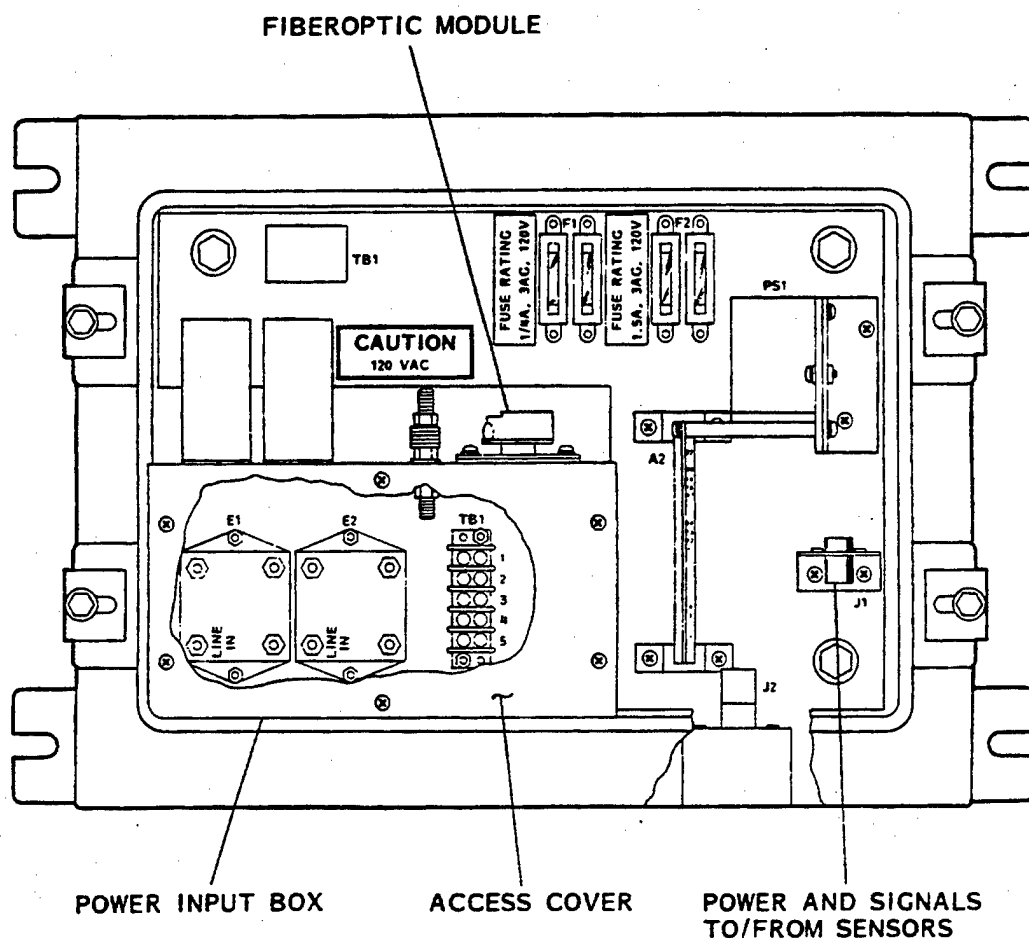 FIBEROPTIC MODULE
TB1
FUSE RATING
1/4A, 3AG, 120V
F1
FUSE RATING
1.5A, 3AG, 120V
F2
PS1
CAUTION
120 VAC
A2
E1
E2
TB1
1
2
3
4
5
LINE
IN
LINE
IN
J1
J2
POWER INPUT BOX
ACCESS COVER
POWER AND SIGNALS
TO/FROM SENSORS